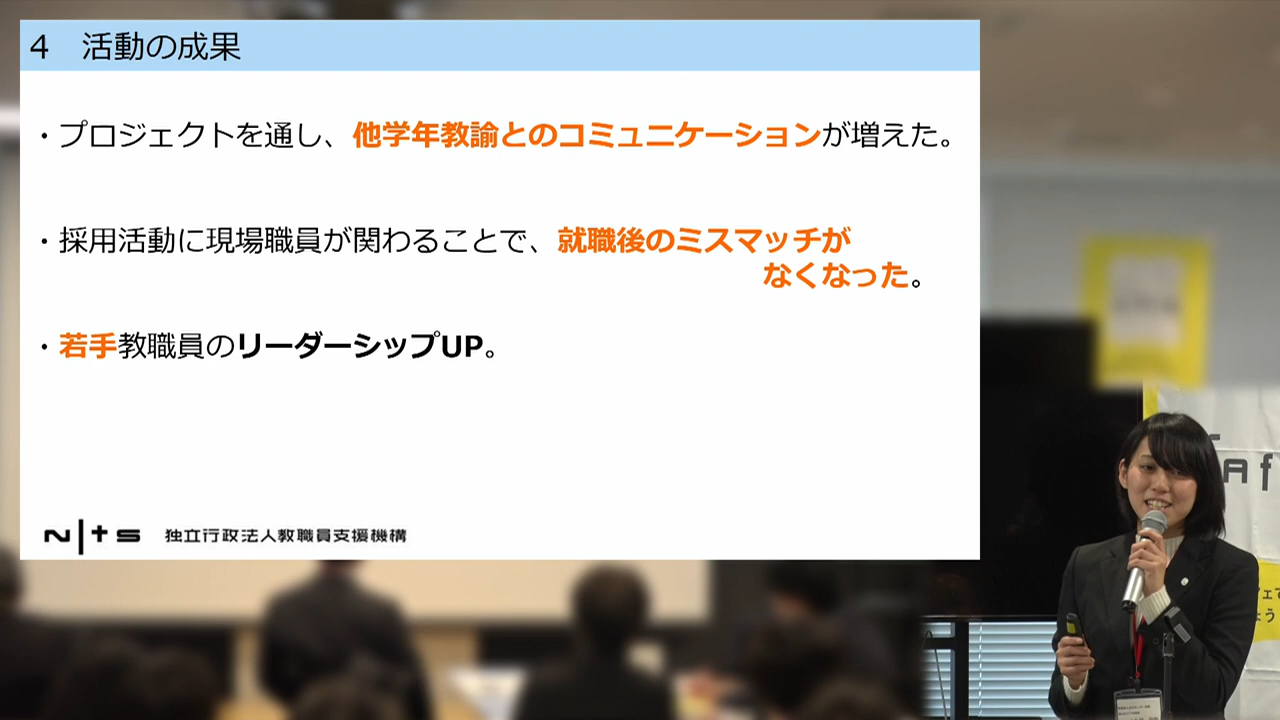 4 活動の成果
・プロジェクトを通し、他学年教諭とのコミュニケーションが増えた。
・採用活動に現場職員が関わることで、就職後のミスマッチが
なくなった。
・若手教職員のリーダーシップUP。
NITS 独立行政法人教職員支援機構